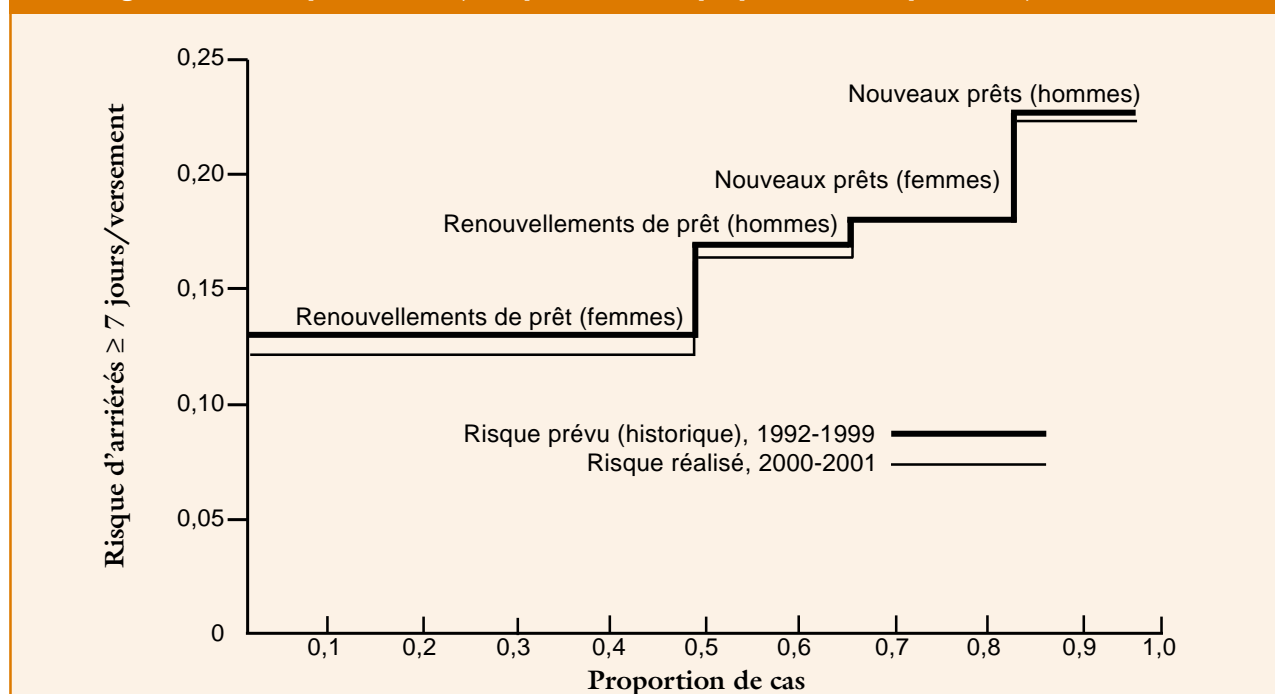 0,25
Nouveaux prêts (hommes)
0,20
Nouveaux prêts (femmes)
Renouvellements de prêt (hommes)
0,15
Renouvellements de prêt (femmes)
0,10
Risque prévu (historique), 1992-1999
Risque réalisé, 2000-2001
0,05
0
0,1 0,2 0,3 0,4 0,5 0,6 0,7 0,8 0,9 1,0
Proportion de cas
Risque d'arriérés ≥ 7 jours/versement